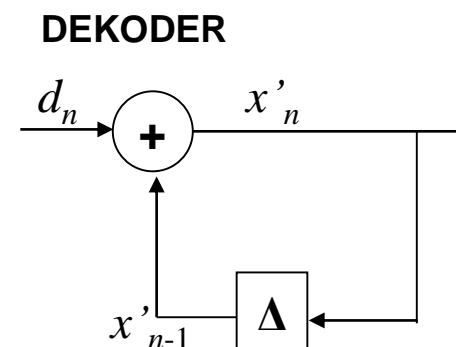 DEKODER
dₙ x’ₙ
+
Δ
x’ₙ₋₁